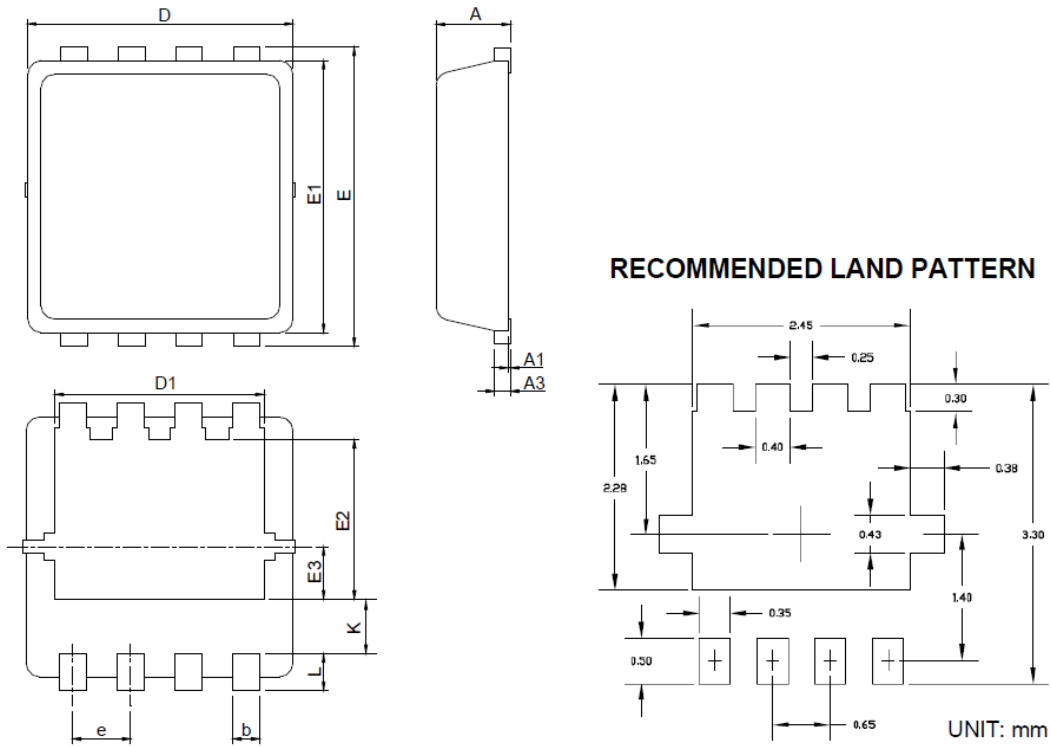 D
A
E1
E
A1
A3
D1
E2
E3
K
L
e
b
RECOMMENDED LAND PATTERN
2.45
0.25
0.30
0.40
1.65
0.38
2.28
0.43
3.30
1.40
0.35
0.50
0.65
UNIT: mm